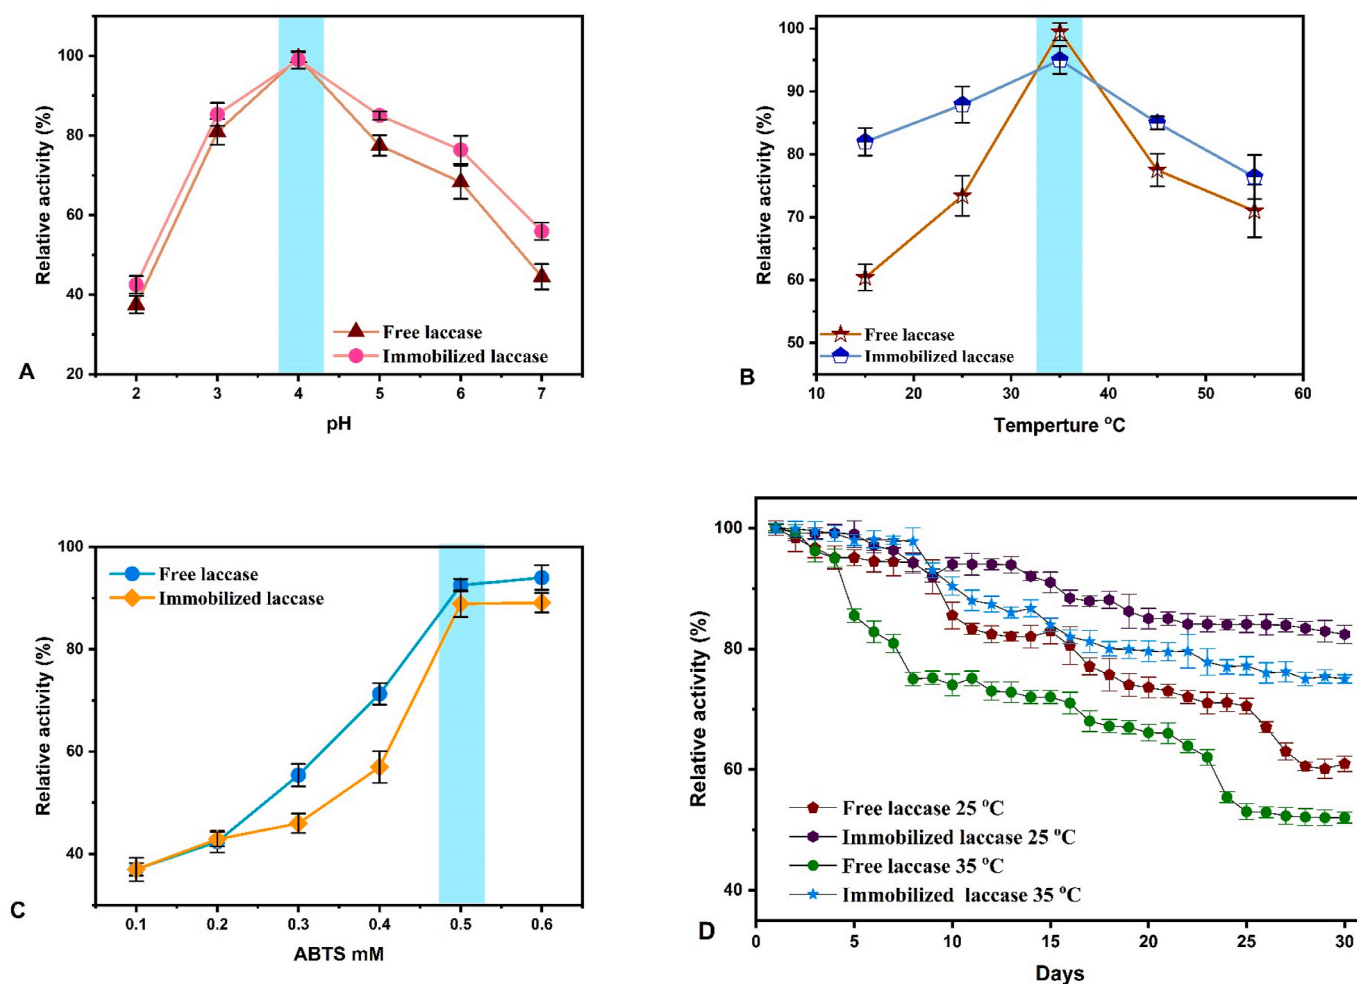 100
80
60
40
20
Relative activity (%)
Free laccase
Immobilized laccase
A
2 3 4 5 6 7
pH
100
90
80
70
60
50
Relative activity (%)
Free laccase
Immobilized laccase
B
10 20 30 40 50 60
Temperture °C
100
80
60
40
Relative activity (%)
Free laccase
Immobilized laccase
C
0.1 0.2 0.3 0.4 0.5 0.6
ABTS mM
100
80
60
40
Relative activity (%)
Free laccase 25 °C
Immobilized laccase 25 °C
Free laccase 35 °C
Immobilized laccase 35 °C
D
0 5 10 15 20 25 30
Days